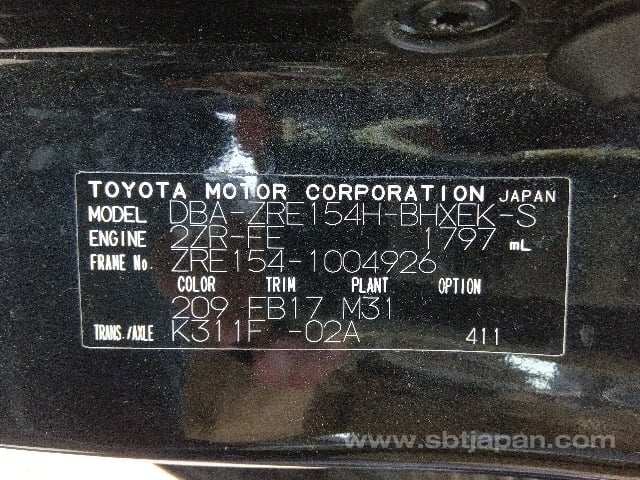 TOYOTA MOTOR CORPORATION JAPAN
MODEL DBA-ZRE154H-BHXEK-S
ENGINE 2ZR-FE 1797 mL
FRAME No. ZRE154-1004926
COLOR TRIM PLANT OPTION
209 FB17 M31
TRANS./AXLE K311F -02A 411
www.sbtjapan.com